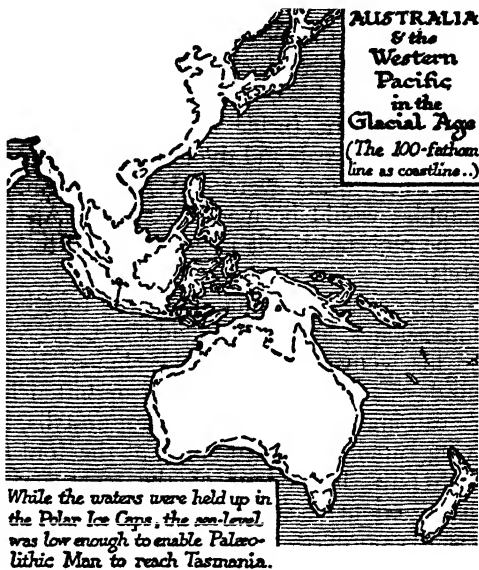 AUSTRALIA
& the
Western
Pacific
in the
Glacial Age
(The 100-fathom
line as coastline..)
While the waters were held up in
the Polar Ice Caps, the sea-level
was low enough to enable Palæo-
lithic Man to reach Tasmania.